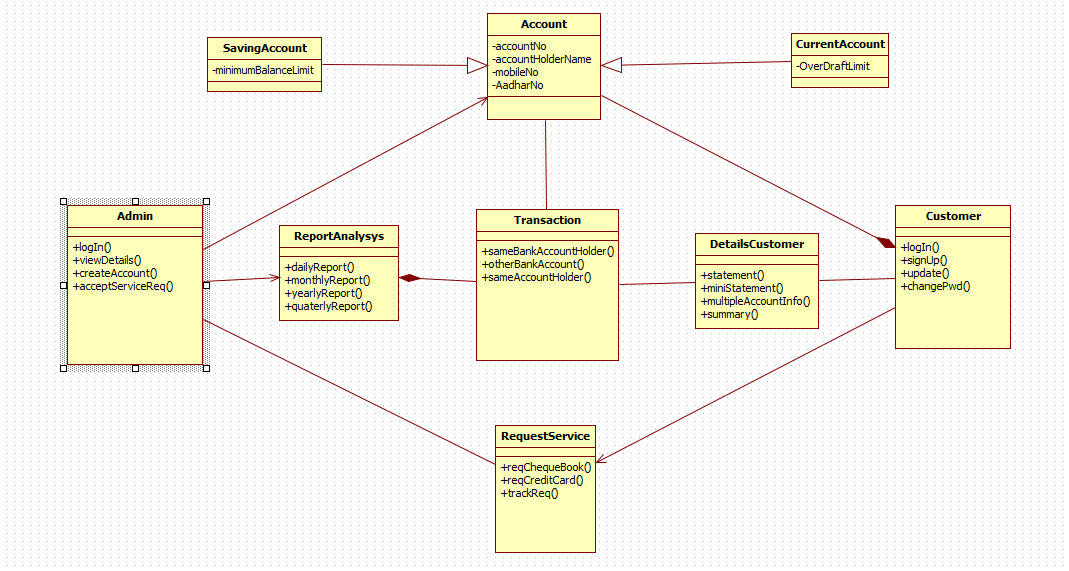 Account
-accountNo
-accountHolderName
-mobileNo
-AadharNo
SavingAccount
-minimumBalanceLimit
CurrentAccount
-OverDraftLimit
Admin
+logIn()
+viewDetails()
+createAccount()
+acceptServiceReq()
ReportAnalysys
+dailyReport()
+monthlyReport()
+yearlyReport()
+quaterlyReport()
Transaction
+sameBankAccountHolder()
+otherBankAccount()
+sameAccountHolder()
DetailsCustomer
+statement()
+miniStatement()
+multipleAccountInfo()
+summary()
Customer
+logIn()
+signUp()
+update()
+changePwd()
RequestService
+reqChequeBook()
+reqCreditCard()
+trackReq()